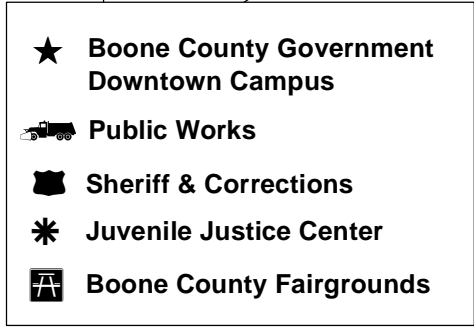 Boone County Government
Downtown Campus
Public Works
Sheriff & Corrections
Juvenile Justice Center
Boone County Fairgrounds